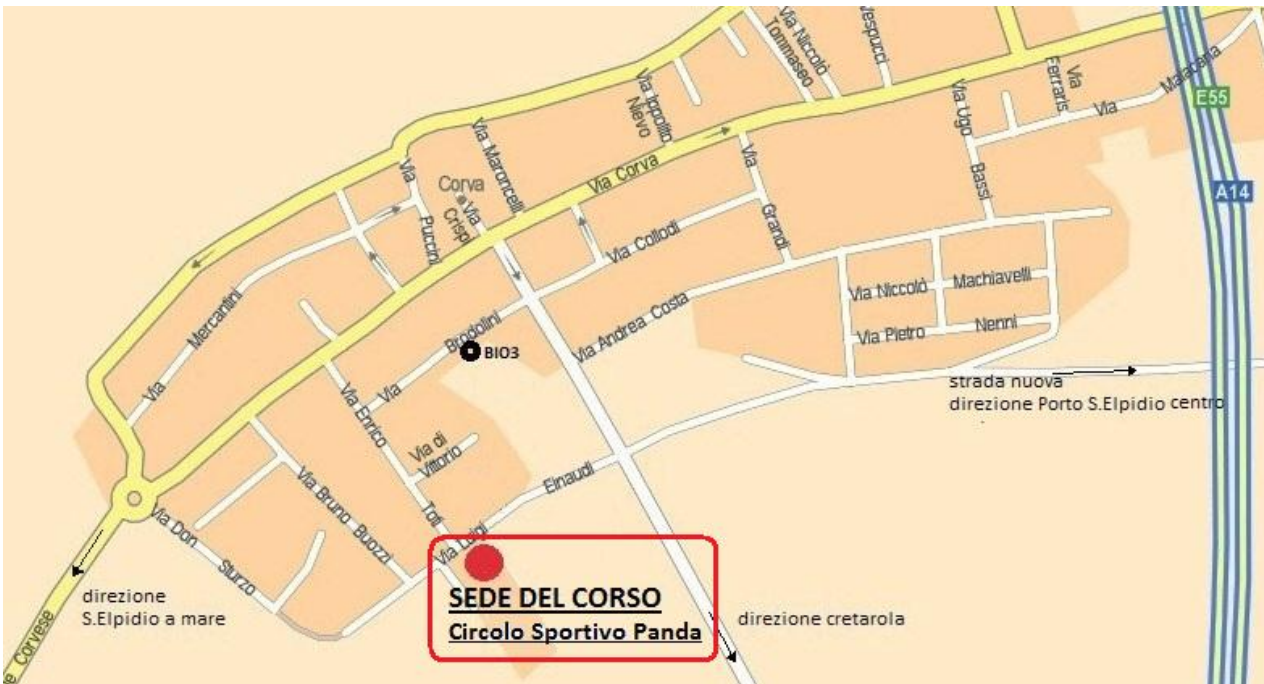 Via Niccolò
Tommaseo
Vespucci
Via
Ferraris
Via Malacaria
E55
Via Ippolito
Nievo
Via Ugo
Bassi
Via Maroncelli
Via Corva
Via
Grandi
A14
Corva
Via
Crispi
Via
Puccini
Via Collodi
Via Mercantini
Via Andrea Costa
Via Niccolò Machiavelli
Via Pietro Nenni
Via Brodolini
BIO3
strada nuova
direzione Porto S.Elpidio centro
Via Enrico
Toti
Via di
Vittorio
Via Luigi Einaudi
Via Bruno Buozzi
Via Don
Sturzo
SEDE DEL CORSO
Circolo Sportivo Panda
direzione
S.Elpidio a mare
direzione cretarola
e Corvese